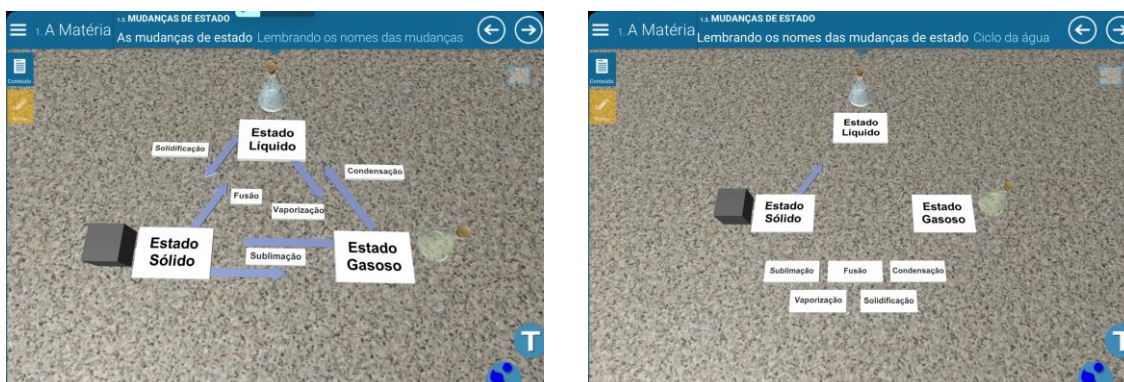 1.3. MUDANÇAS DE ESTADO
1. A Matéria
As mudanças de estado Lembrando os nomes das mudanças
Conteúdo
Estado
Líquido
Solidificação
Condensação
Fusão
Vaporização
Estado
Sólido
Sublimação
Estado
Gasoso
T
1.3. MUDANÇAS DE ESTADO
1. A Matéria
Lembrando os nomes das mudanças de estado Ciclo da água
Conteúdo
Estado
Líquido
Estado
Sólido
Estado
Gasoso
Sublimação Fusão Condensação
Vaporização Solidificação
T